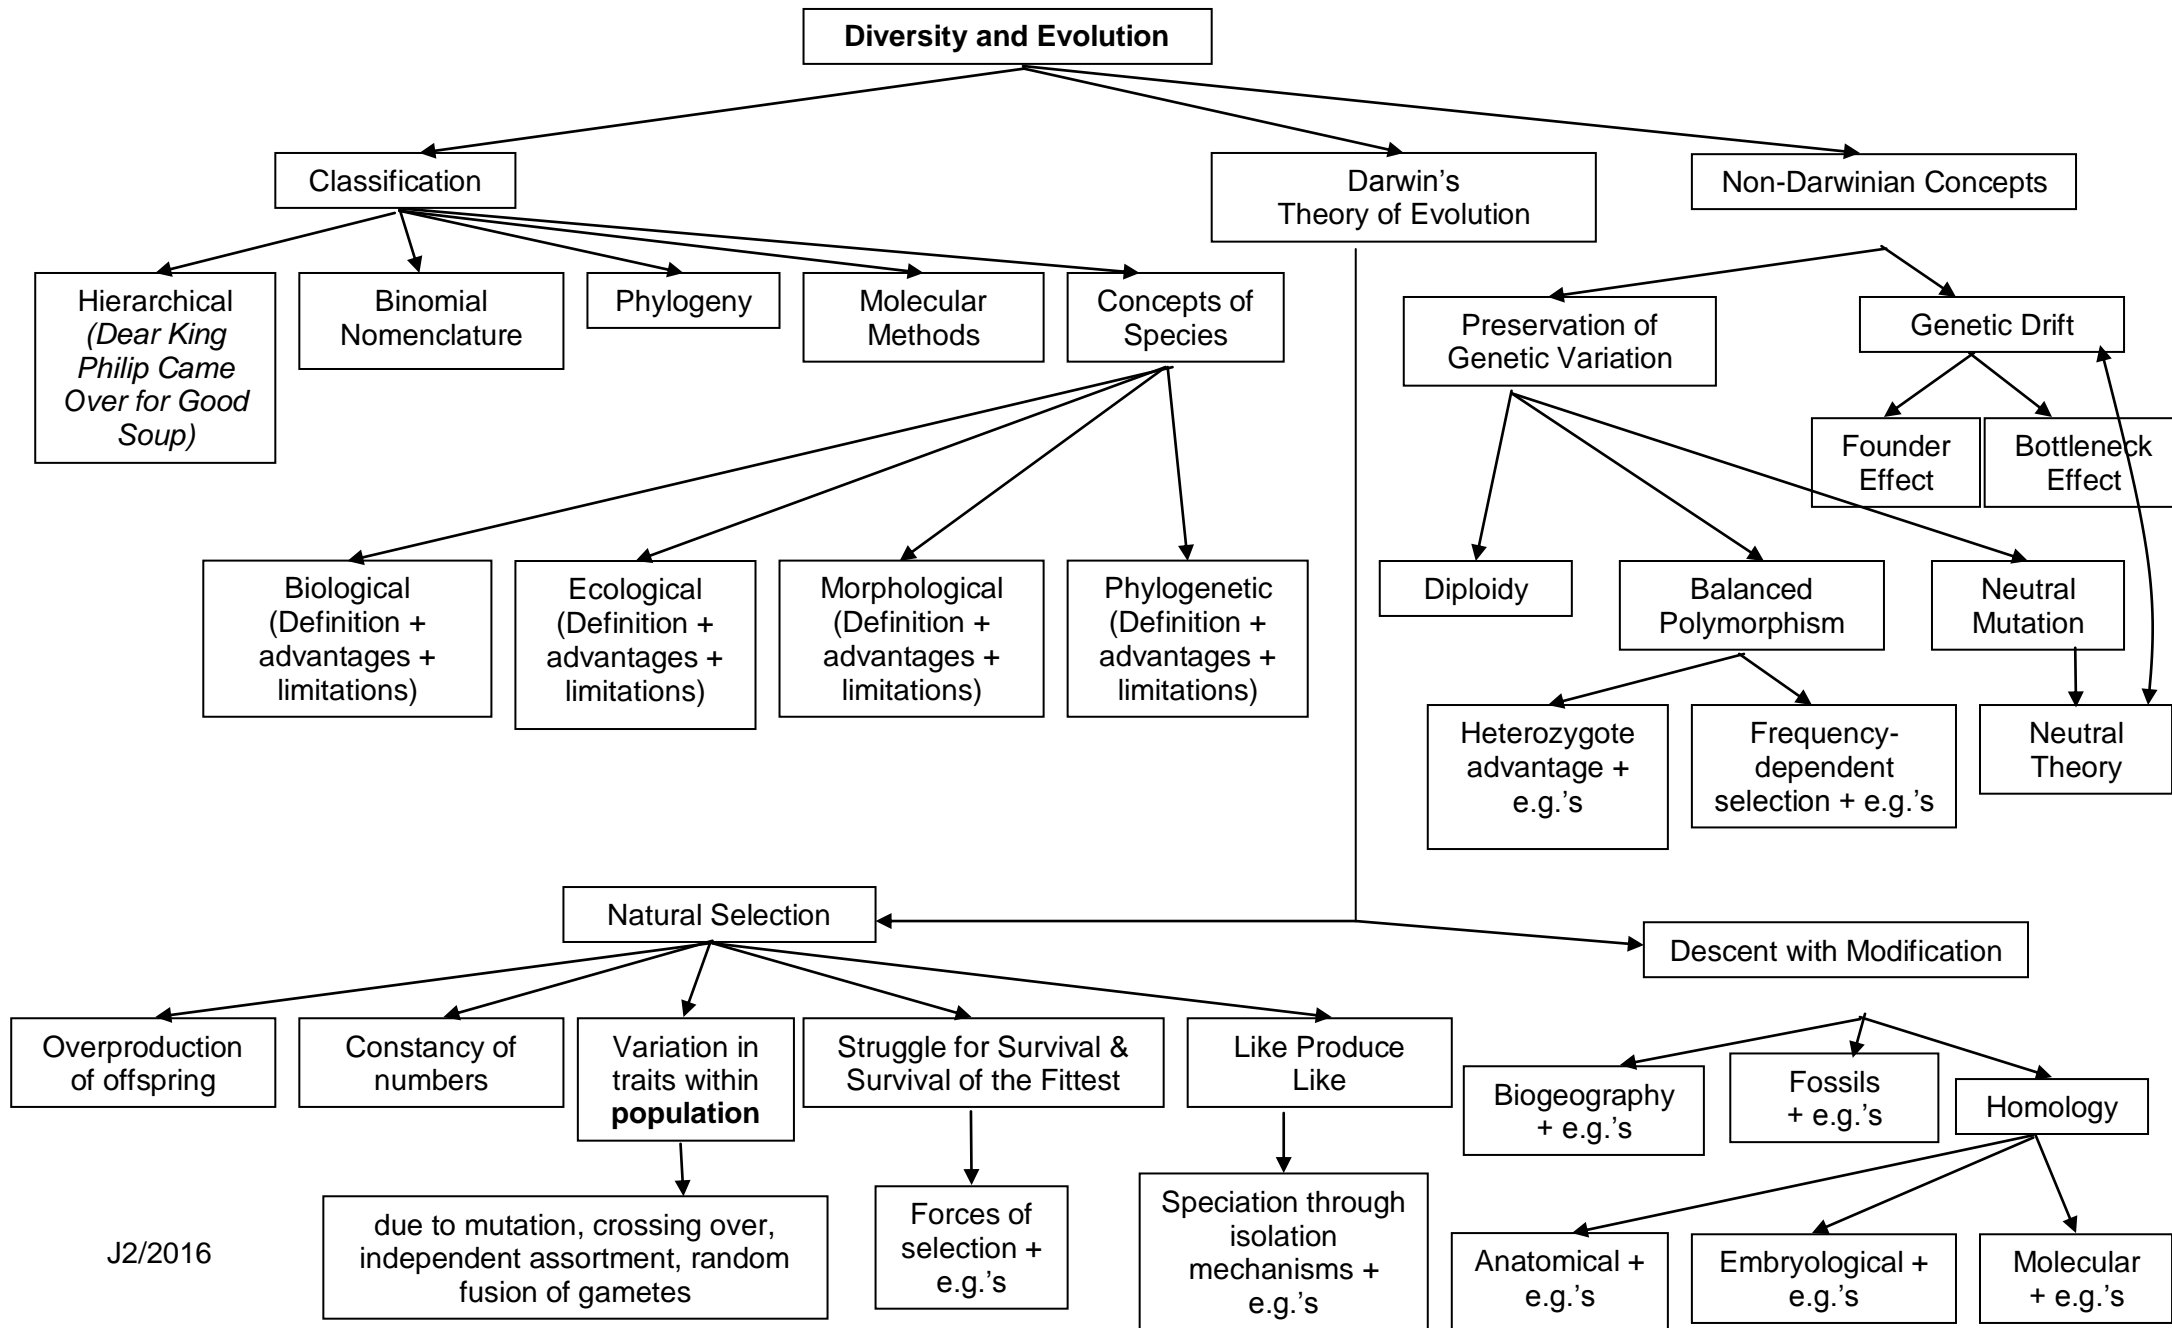 Diversity and Evolution
Classification
Darwin's
Theory of Evolution
Non-Darwinian Concepts
Hierarchical
(Dear King
Philip Came
Over for Good
Soup)
Binomial
Nomenclature
Phylogeny
Molecular
Methods
Concepts of
Species
Preservation of
Genetic Variation
Genetic Drift
Founder
Effect
Bottleneck
Effect
Biological
(Definition +
advantages +
limitations)
Ecological
(Definition +
advantages +
limitations)
Morphological
(Definition +
advantages +
limitations)
Phylogenetic
(Definition +
advantages +
limitations)
Diploidy
Balanced
Polymorphism
Neutral
Mutation
Heterozygote
advantage +
e.g.'s
Frequency-
dependent
selection + e.g.'s
Neutral
Theory
Natural Selection
Descent with Modification
Overproduction
of offspring
Constancy of
numbers
Variation in
traits within
population
Struggle for Survival &
Survival of the Fittest
Like Produce
Like
Biogeography
+ e.g.'s
Fossils
+ e.g.'s
Homology
due to mutation, crossing over,
independent assortment, random
fusion of gametes
Forces of
selection +
e.g.'s
Speciation through
isolation
mechanisms +
e.g.'s
Anatomical +
e.g.'s
Embryological +
e.g.'s
Molecular
+ e.g.'s
J2/2016